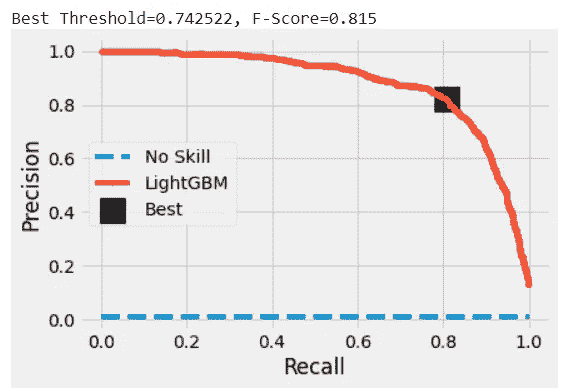 Best Threshold=0.742522, F-Score=0.815
1.0
0.8
0.6
0.4
0.2
0.0
Precision
No Skill
LightGBM
Best
0.0 0.2 0.4 0.6 0.8 1.0
Recall